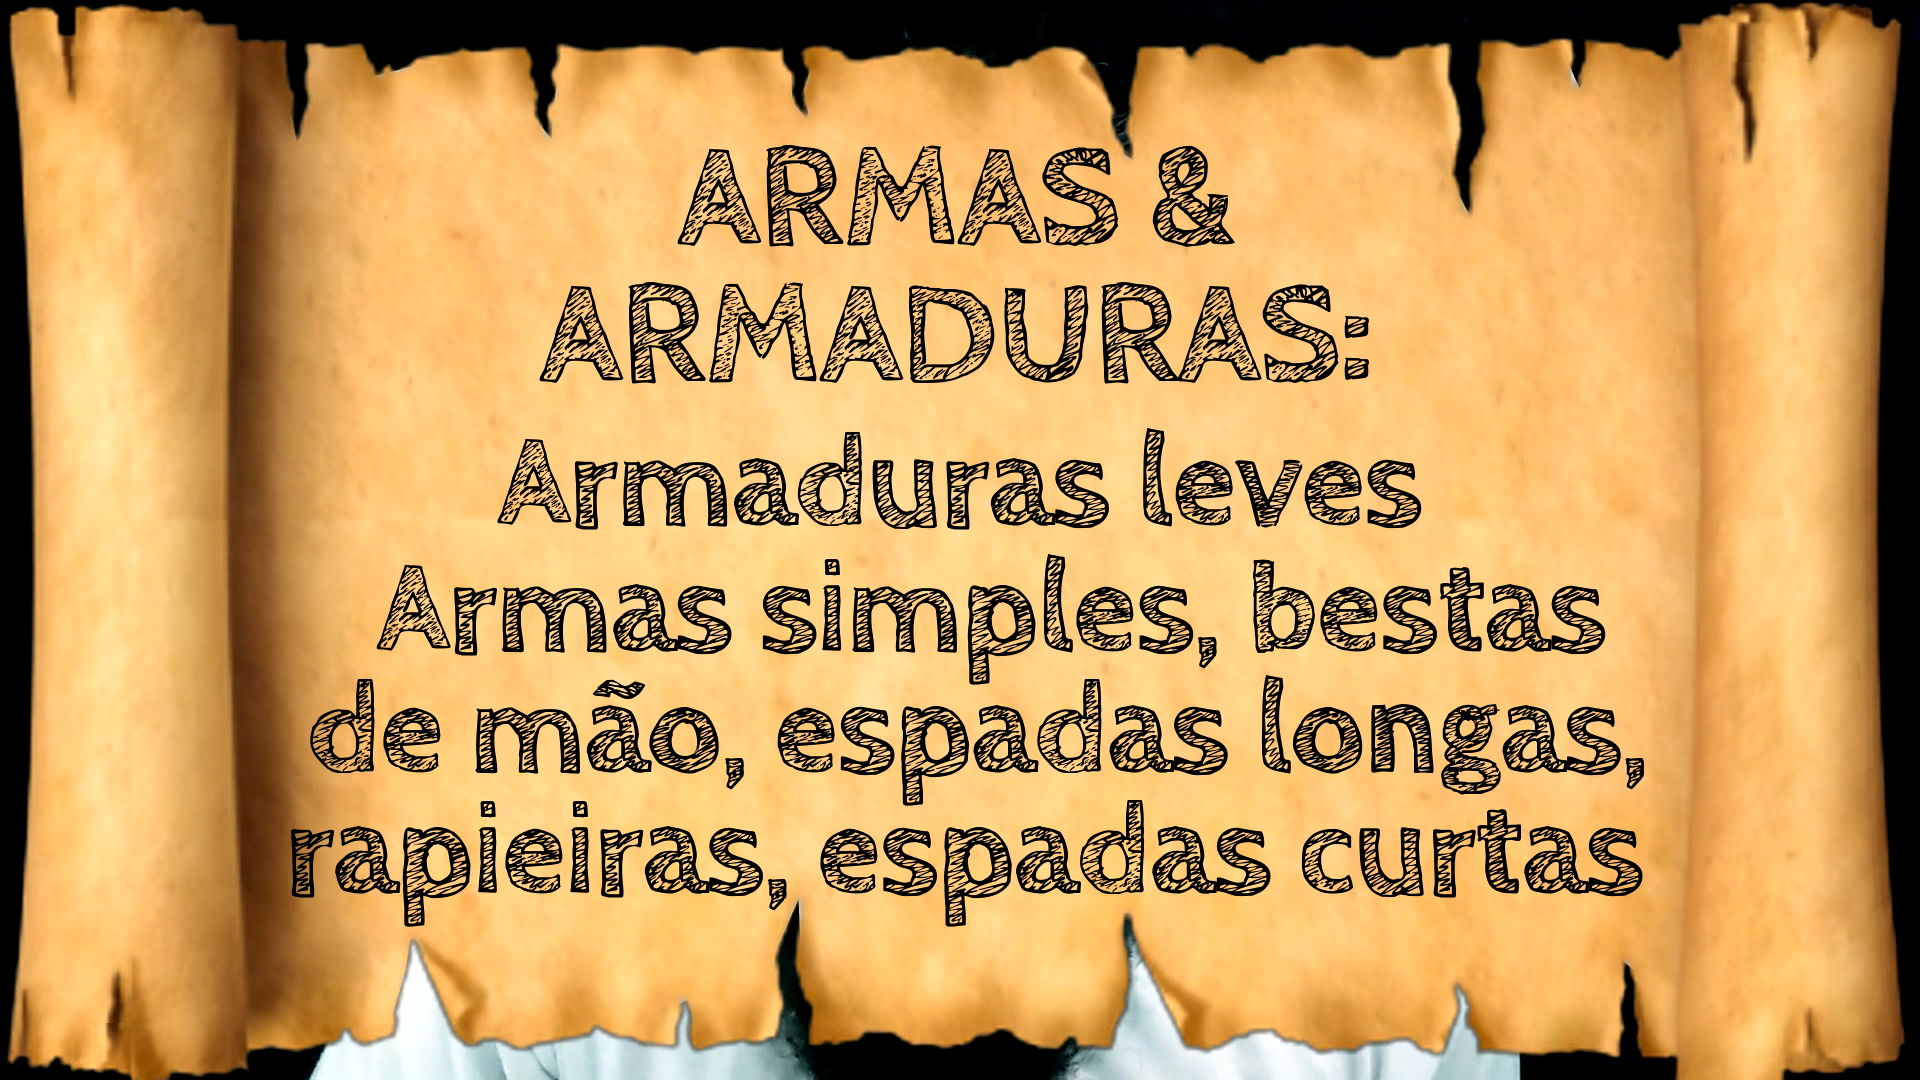 ARMAS &
ARMADURAS:
Armaduras leves
Armas simples, bestas
de mão, espadas longas,
rapieiras, espadas curtas